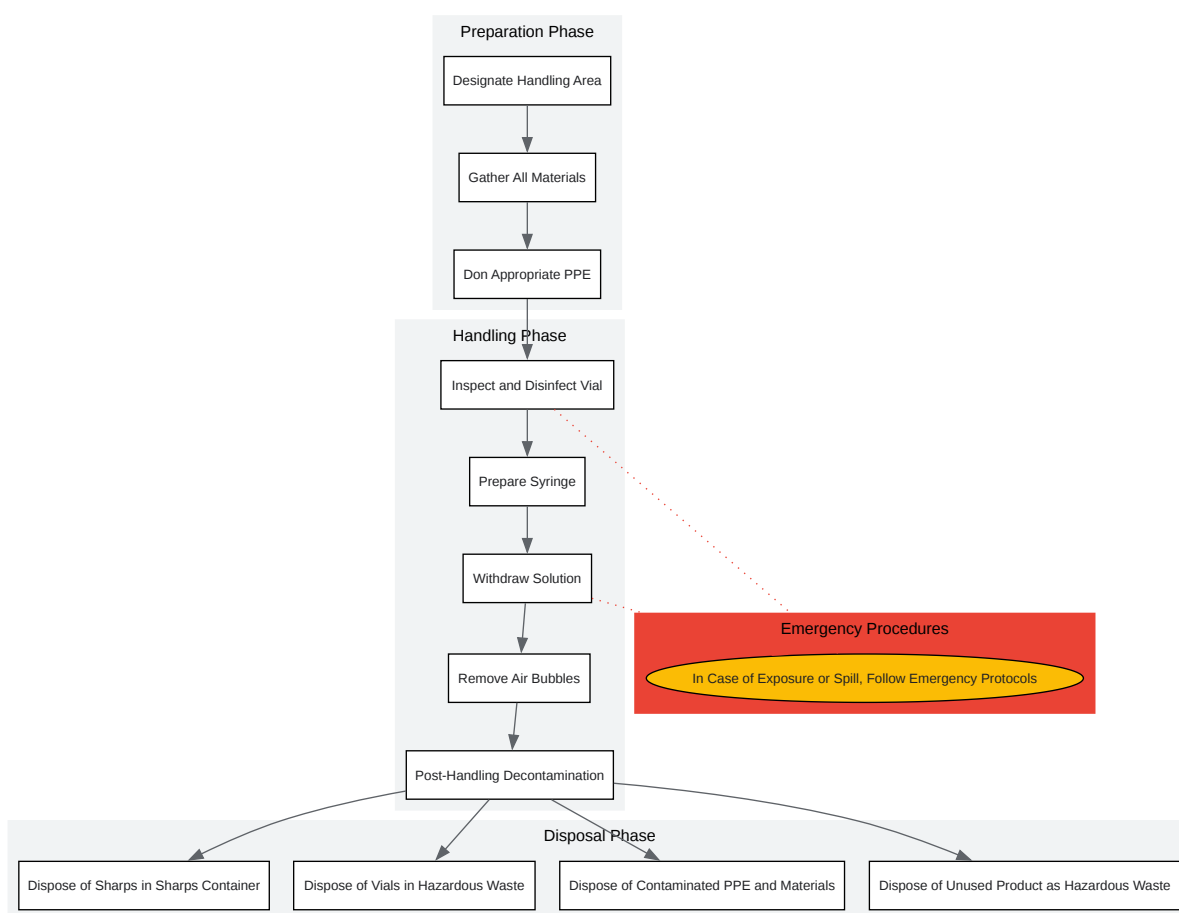 Preparation Phase
Designate Handling Area
Gather All Materials
Don Appropriate PPE
Handling Phase
Inspect and Disinfect Vial
Prepare Syringe
Withdraw Solution
Emergency Procedures
In Case of Exposure or Spill, Follow Emergency Protocols
Remove Air Bubbles
Post-Handling Decontamination
Disposal Phase
Dispose of Sharps in Sharps Container
Dispose of Vials in Hazardous Waste
Dispose of Contaminated PPE and Materials
Dispose of Unused Product as Hazardous Waste